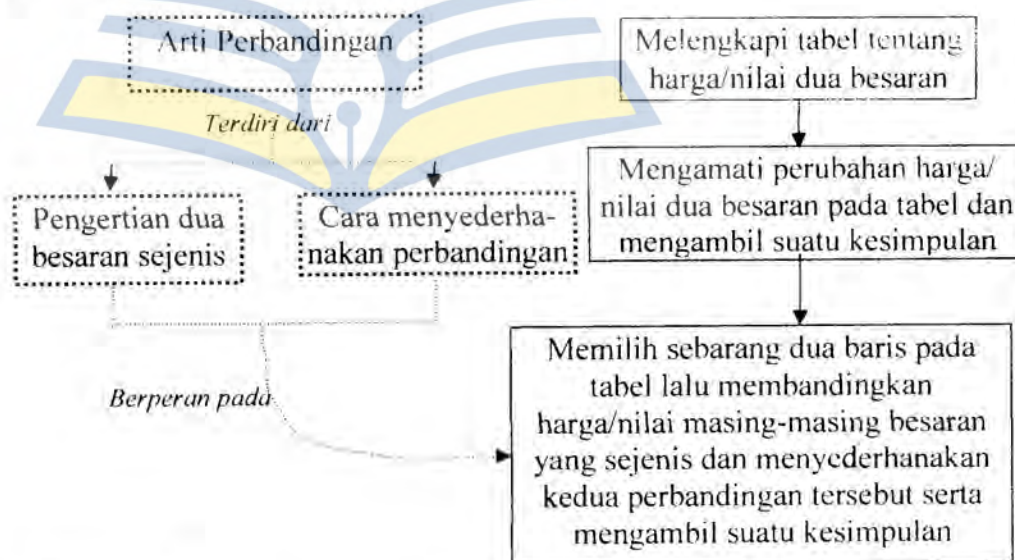 Arti Perbandingan
Terdiri dari
Pengertian dua
besaran sejenis
Cara menyederha-
nakan perbandingan
Berperan pada
Melengkapi tabel tentang
harga/nilai dua besaran
Mengamati perubahan harga/
nilai dua besaran pada tabel dan
mengambil suatu kesimpulan
Memilih sebarang dua baris pada
tabel lalu membandingkan
harga/nilai masing-masing besaran
yang sejenis dan menyederhanakan
kedua perbandingan tersebut serta
mengambil suatu kesimpulan